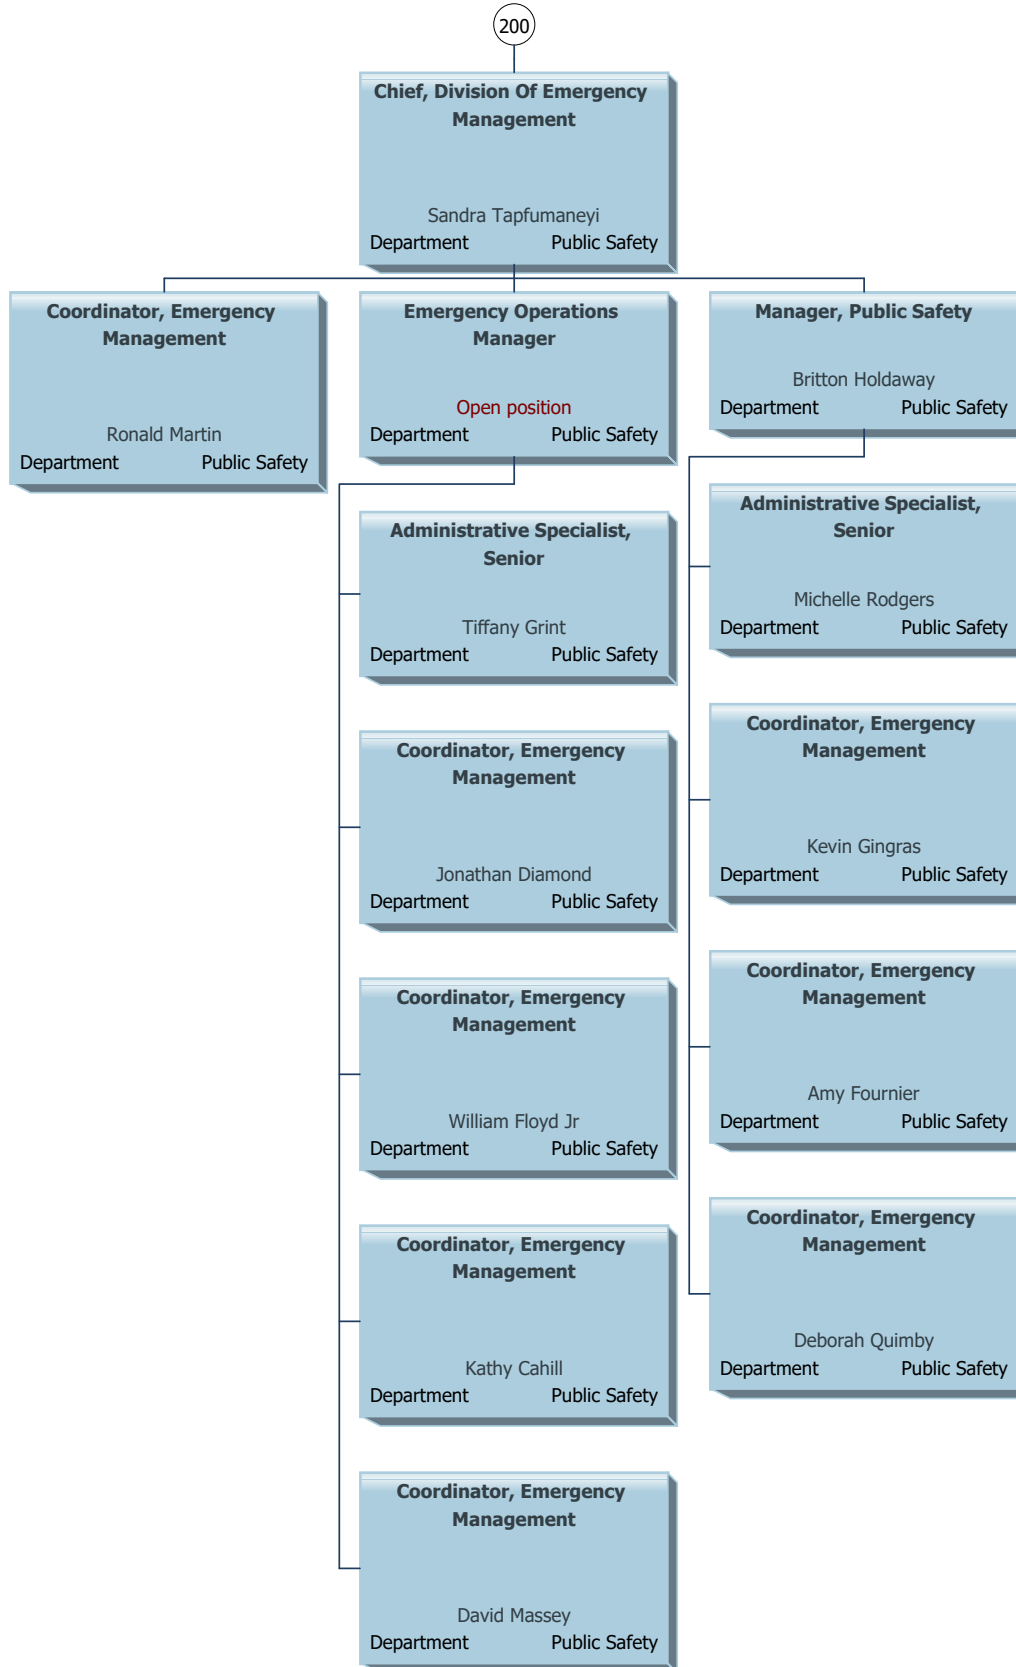 200
Chief, Division Of Emergency
Management
Sandra Tapfumaneyi
Department Public Safety
Coordinator, Emergency
Management
Ronald Martin
Department Public Safety
Emergency Operations
Manager
Open position
Department Public Safety
Manager, Public Safety
Britton Holdaway
Department Public Safety
Administrative Specialist,
Senior
Tiffany Grint
Department Public Safety
Coordinator, Emergency
Management
Jonathan Diamond
Department Public Safety
Coordinator, Emergency
Management
William Floyd Jr
Department Public Safety
Coordinator, Emergency
Management
Kathy Cahill
Department Public Safety
Coordinator, Emergency
Management
David Massey
Department Public Safety
Administrative Specialist,
Senior
Michelle Rodgers
Department Public Safety
Coordinator, Emergency
Management
Kevin Gingras
Department Public Safety
Coordinator, Emergency
Management
Amy Fournier
Department Public Safety
Coordinator, Emergency
Management
Deborah Quimby
Department Public Safety